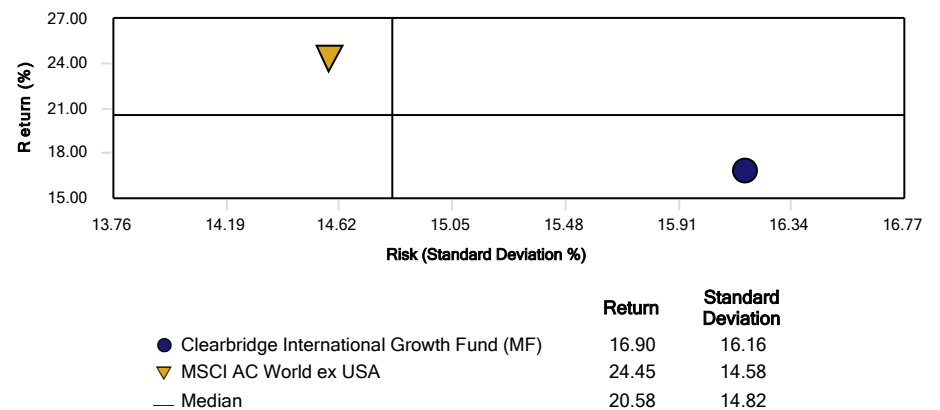 27.00
24.00
21.00
18.00
15.00
Return (%)
13.76 14.19 14.62 15.05 15.48 15.91 16.34 16.77
Risk (Standard Deviation %)
Return Standard Deviation
Clearbridge International Growth Fund (MF) 16.90 16.16
MSCI AC World ex USA 24.45 14.58
Median 20.58 14.82